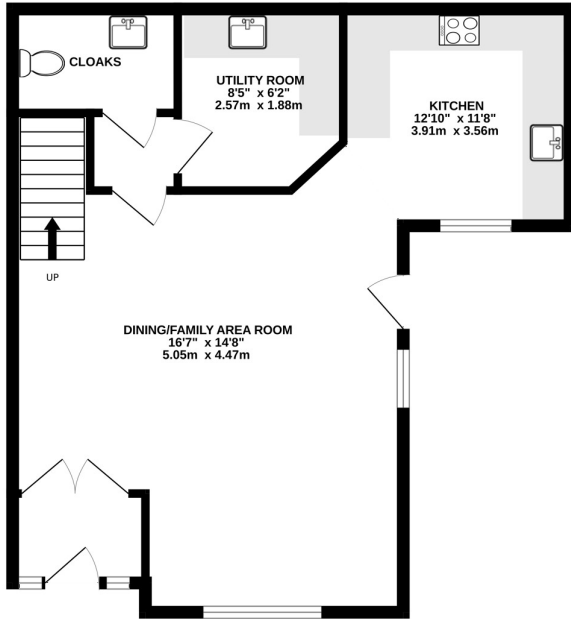 CLOAKS
UTILITY ROOM
8'5" x 6'2"
2.57m x 1.88m
KITCHEN
12'10" x 11'8"
3.91m x 3.56m
UP
DINING/FAMILY AREA ROOM
16'7" x 14'8"
5.05m x 4.47m